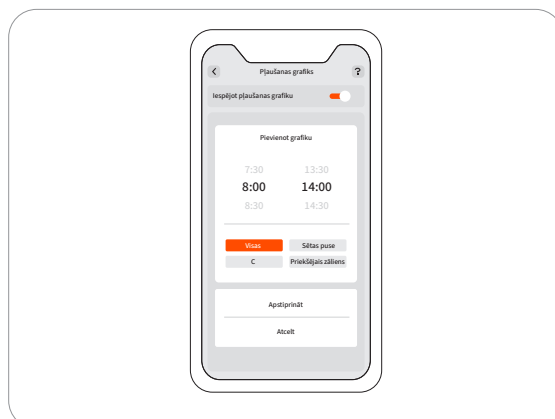 Pļaušanas grafiks ?
Iespējot pļaušanas grafiku
Pievienot grafiku
7:30 13:30
8:00 14:00
8:30 14:30
Visas Sētas puse
C Priekšējais zāliens
Apstiprināt
Atcelt